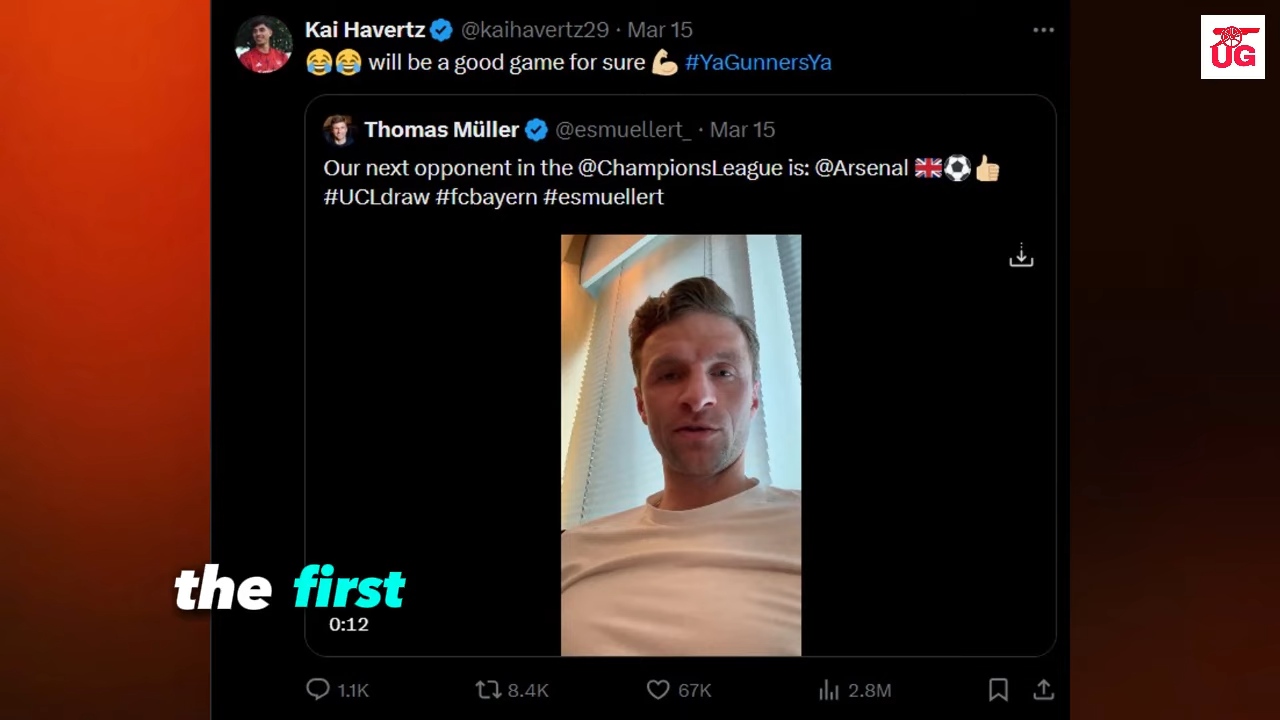 Kai Havertz @kaihavertz29 · Mar 15
😂😂 will be a good game for sure 💪🏻 #YaGunnersYa
UG
Thomas Müller @esmuellert_ · Mar 15
Our next opponent in the @ChampionsLeague is: @Arsenal 🇬🇧⚽👍🏻
#UCLdraw #fcbayern #esmuellert
the first
0:12
1.1K 8.4K 67K 2.8M